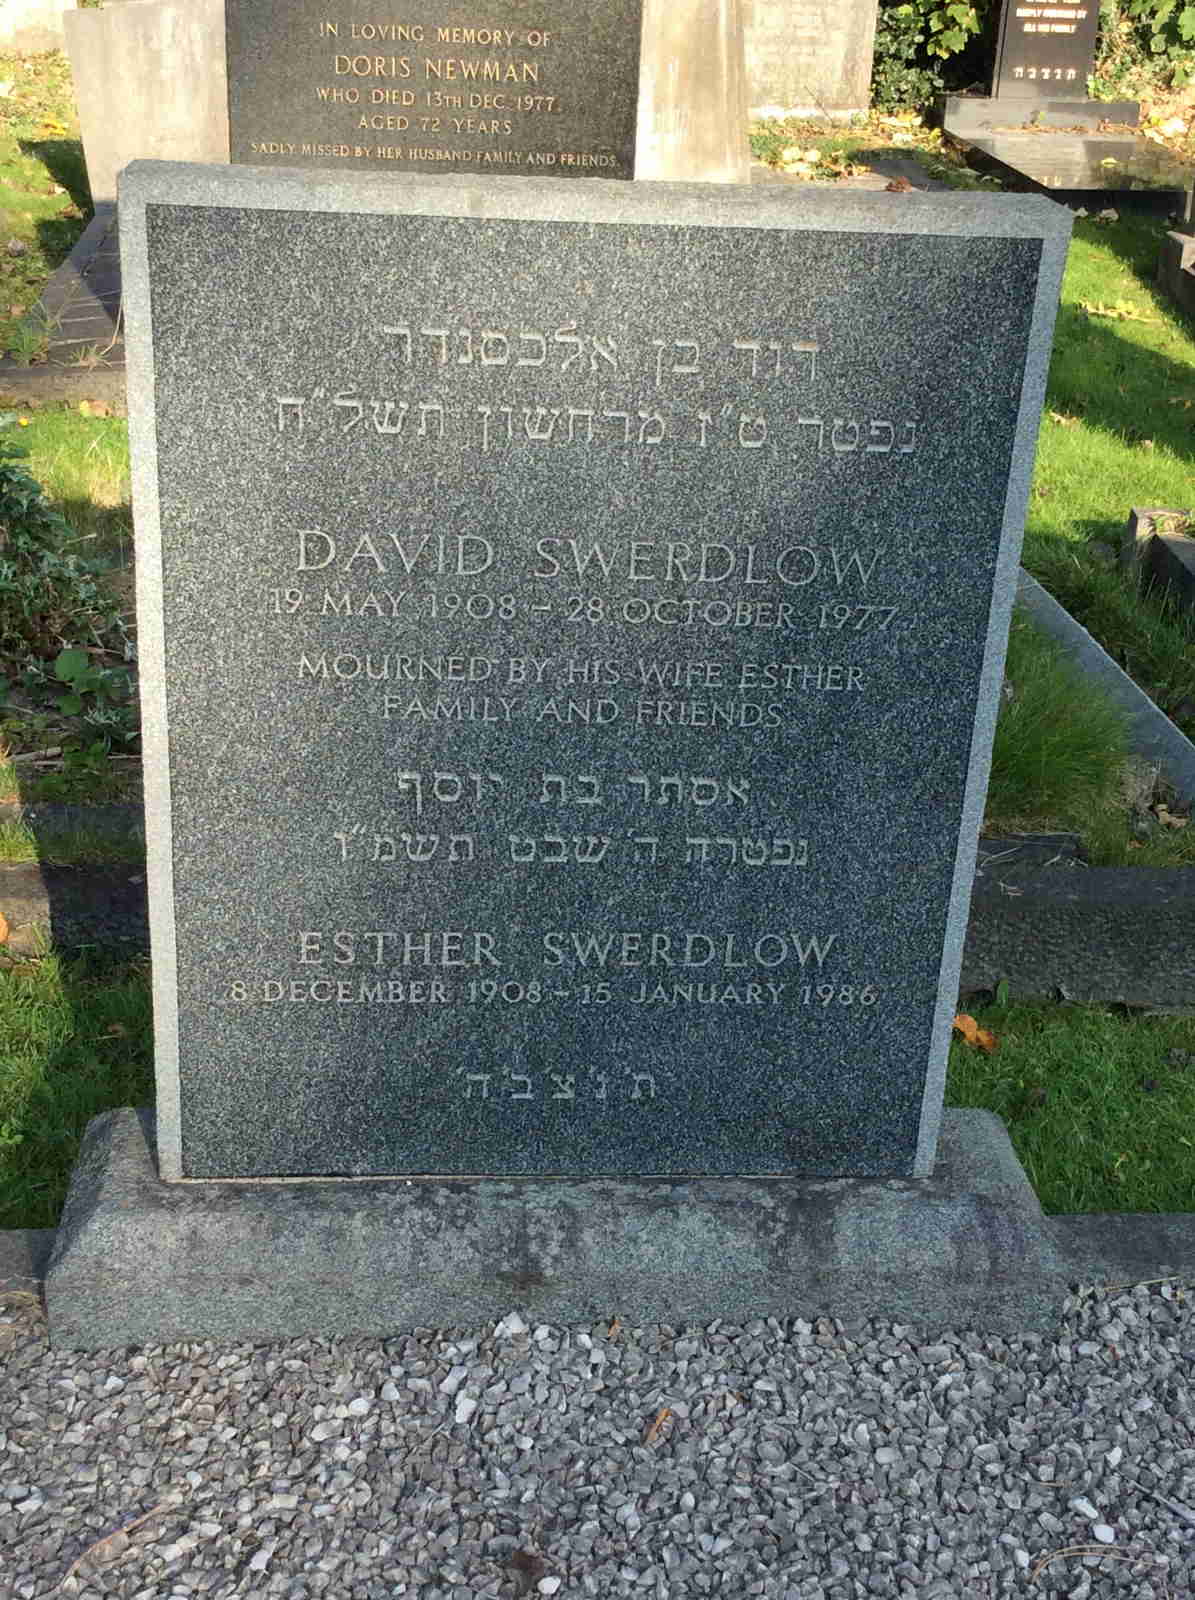 IN LOVING MEMORY OF
DORIS NEWMAN
WHO DIED 13TH DEC. 1977
AGED 72 YEARS
SADLY MISSED BY HER HUSBAND FAMILY AND FRIENDS.
ת נ צ ב ה
דוד בן אלכסנדר
נפטר ט"ז מרחשון תשל"ח
DAVID SWERDLOW
19 MAY 1908 – 28 OCTOBER 1977
MOURNED BY HIS WIFE ESTHER
FAMILY AND FRIENDS
אסתר בת יוסף
נפטרה ה' שבט תשמ"ו
ESTHER SWERDLOW
8 DECEMBER 1908 – 15 JANUARY 1986
ת'נ'צ'ב'ה'